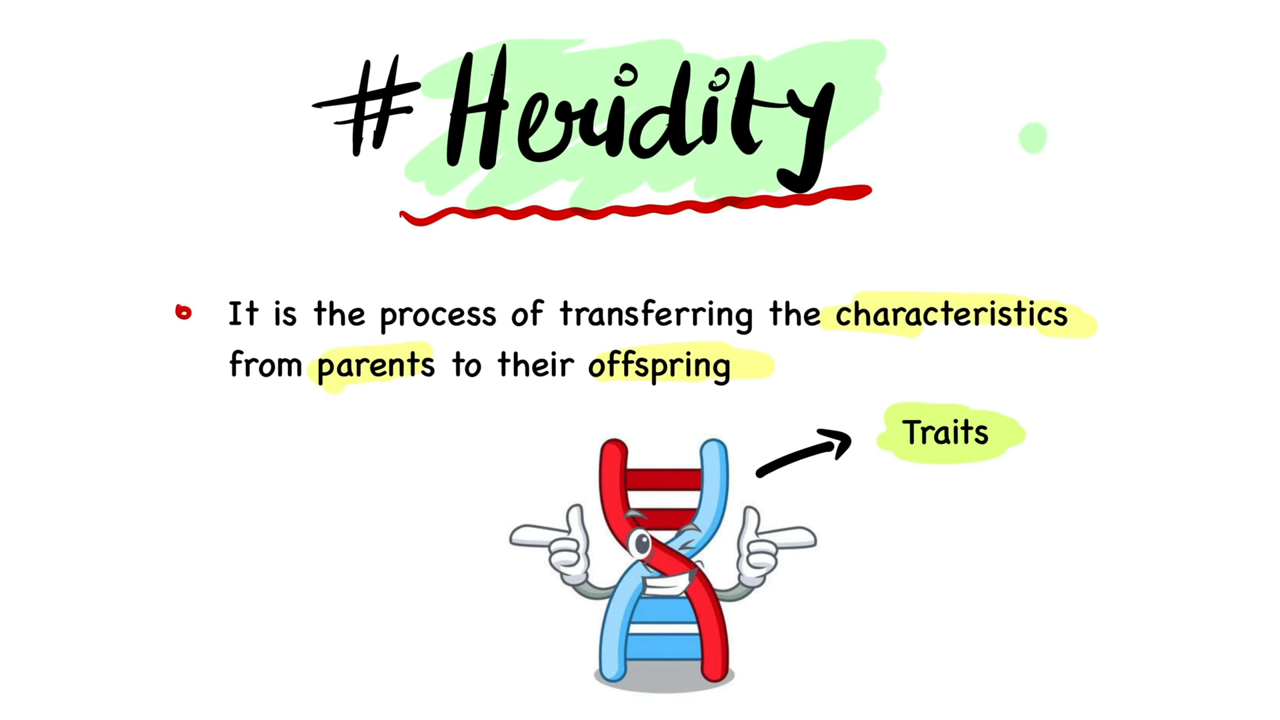 #Heridity
It is the process of transferring the characteristics
from parents to their offspring
Traits